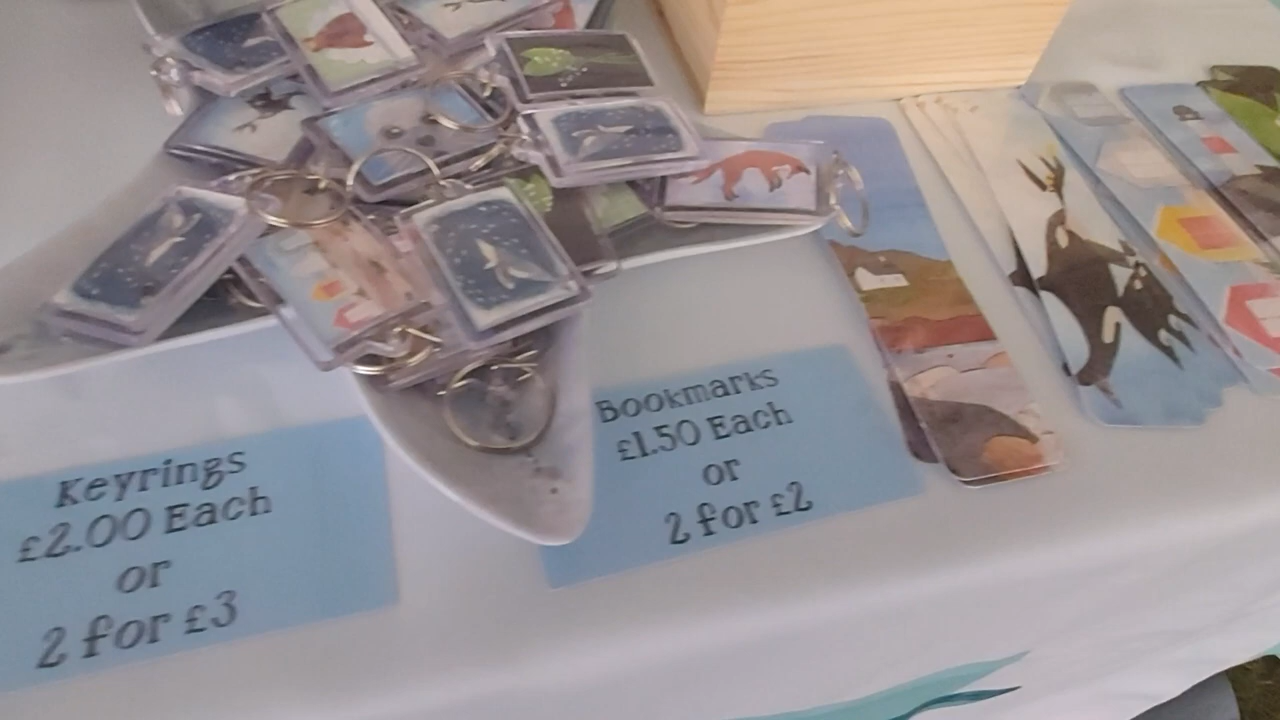 Keyrings
£2.00 Each
or
2 for £3
Bookmarks
£1.50 Each
or
2 for £2